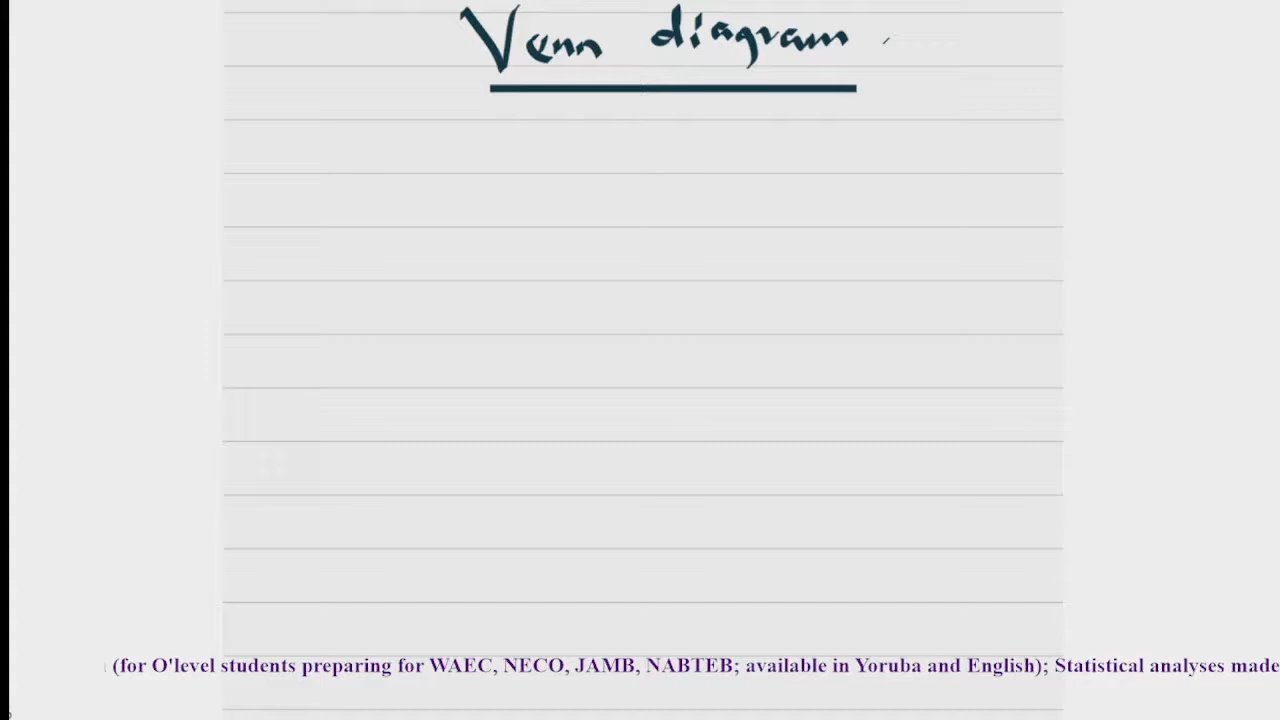 Venn diagram
(for O'level students preparing for WAEC, NECO, JAMB, NABTEB; available in Yoruba and English); Statistical analyses made